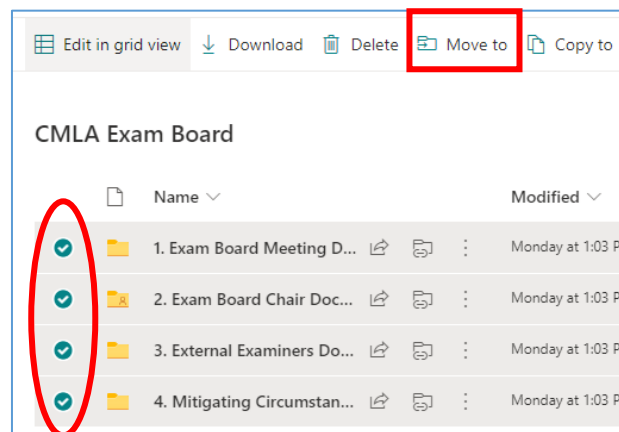 Edit in grid view Download Delete Move to Copy to
CMLA Exam Board
Name Modified
1. Exam Board Meeting D... Monday at 1:03 P
2. Exam Board Chair Doc... Monday at 1:03 P
3. External Examiners Do... Monday at 1:03 P
4. Mitigating Circumstan... Monday at 1:03 P